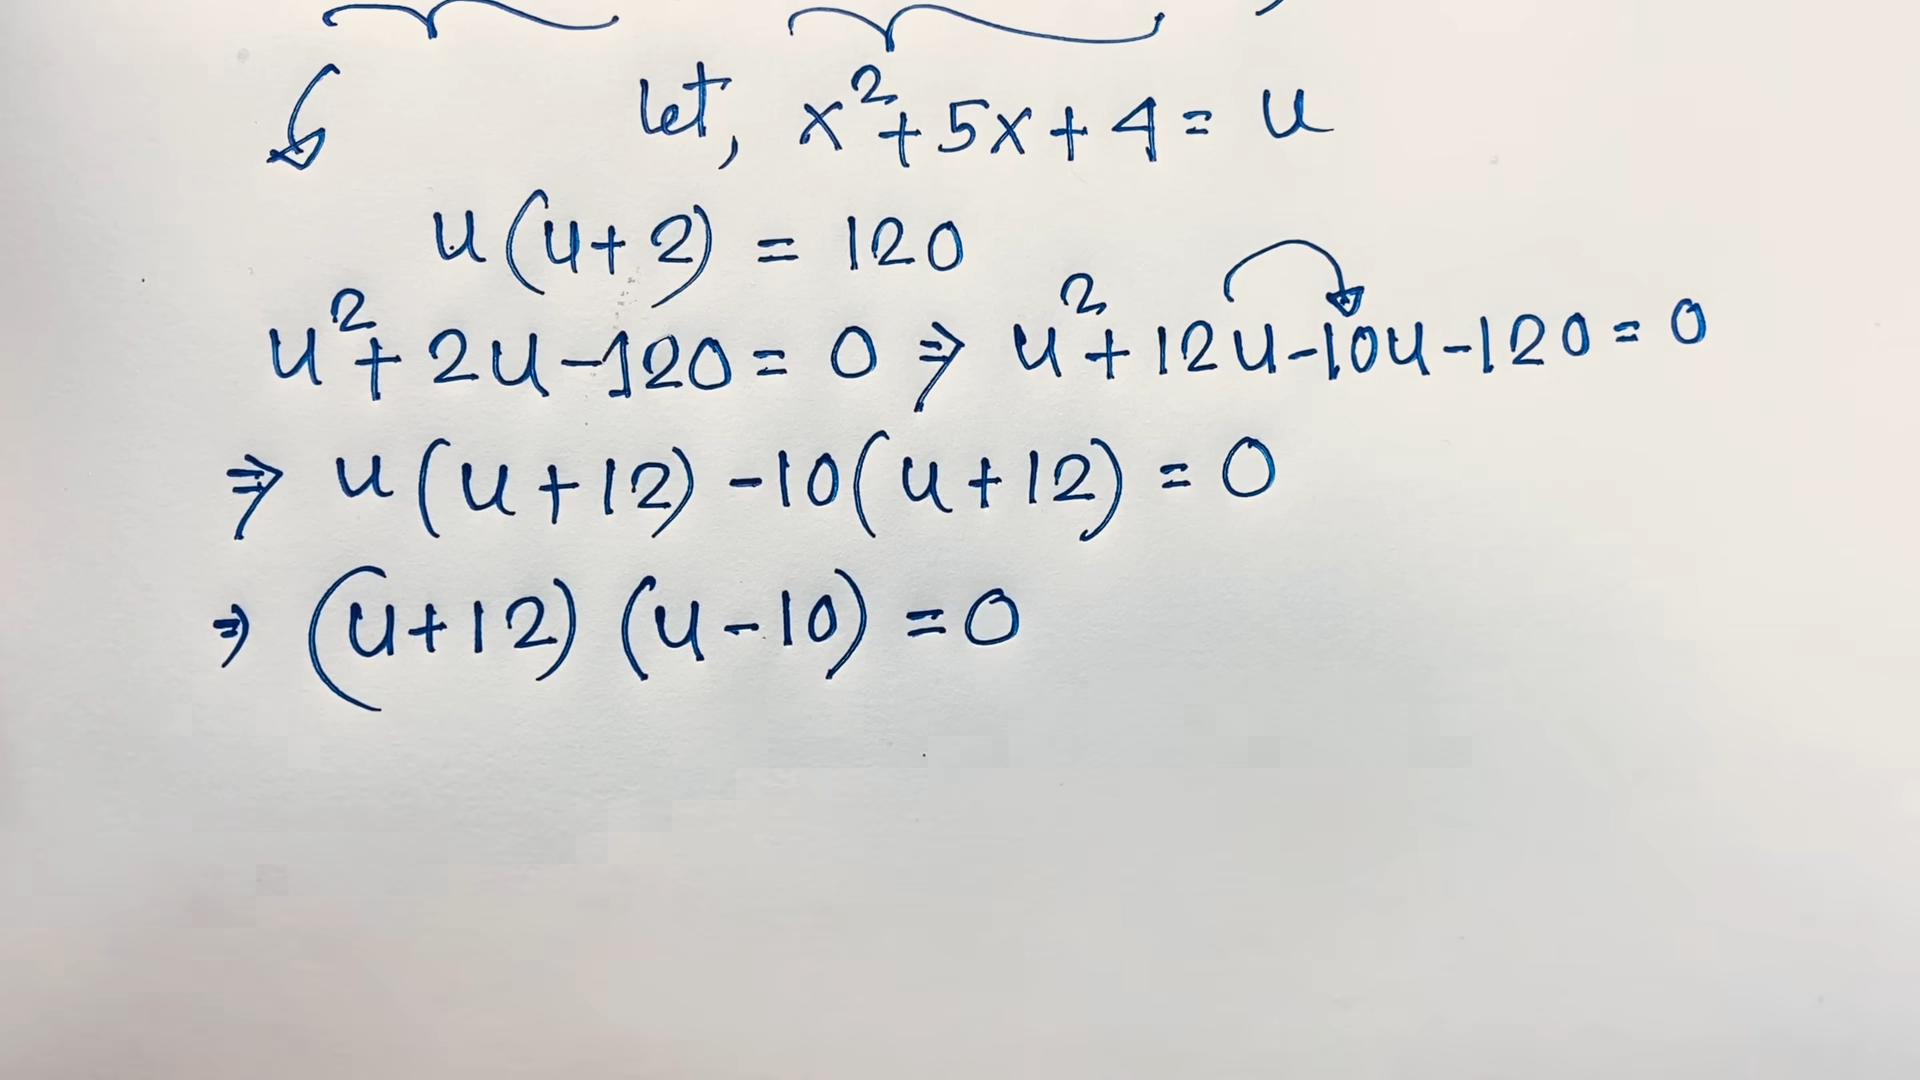 let, x²+5x+4= u
u(u+2) = 120
u²+2u-120= 0 ⇒ u²+12u-10u-120=0
⇒ u(u+12)-10(u+12)=0
⇒ (u+12)(u-10)=0